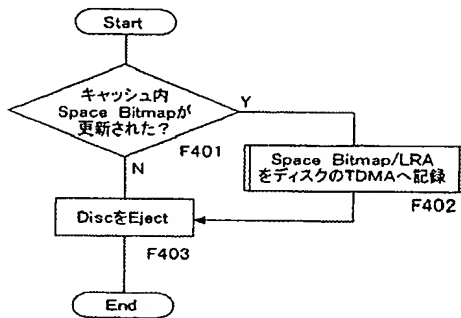 Start
キャッシュ内
Space Bitmapが
更新された?
Y
F401
N
Space Bitmap/LRA
をディスクのTDMAへ記録
F402
DiscをEject
F403
End